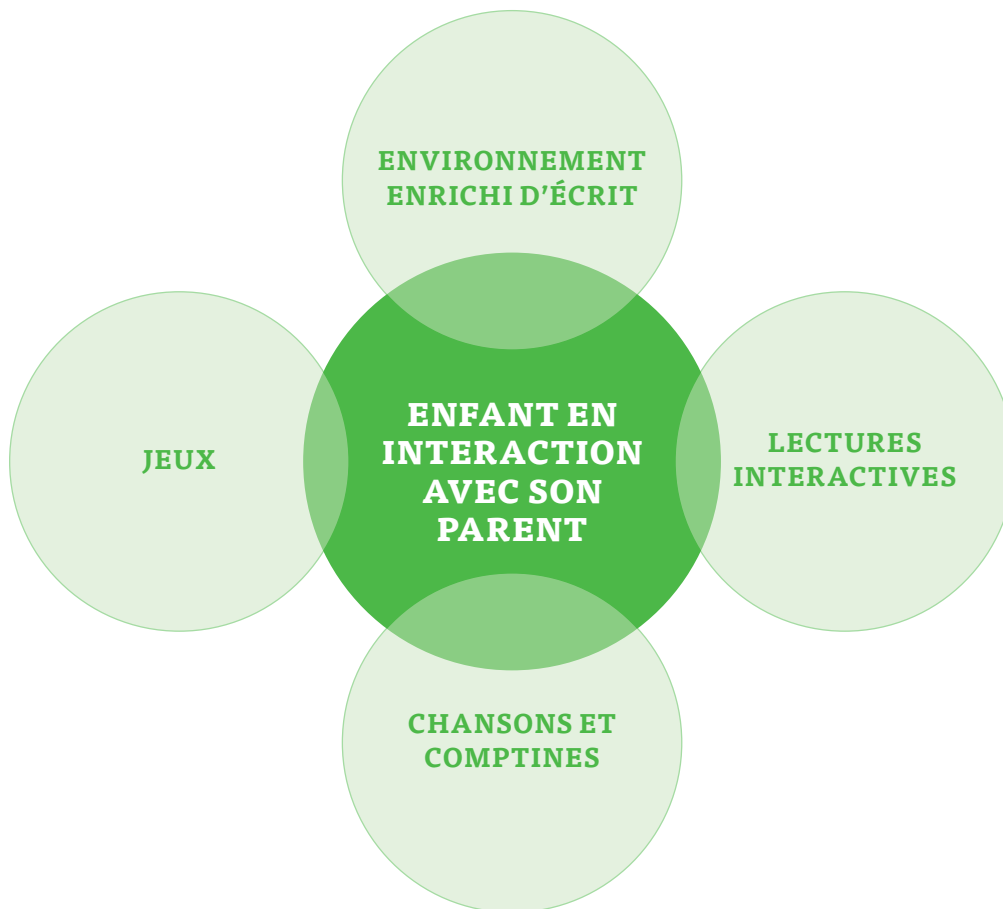 ENVIRONNEMENT
ENRICHI D'ÉCRIT
JEUX
ENFANT EN
INTERACTION
AVEC SON
PARENT
LECTURES
INTERACTIVES
CHANSONS ET
COMPTINES